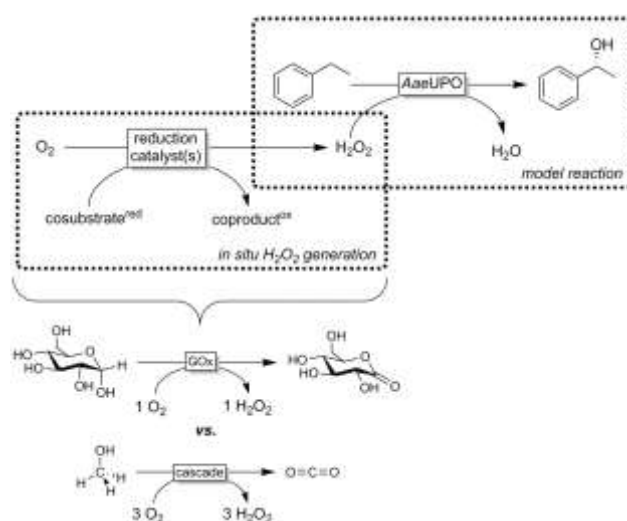 OH
AaeUPO
O2
reduction
catalyst(s)
H2O2
H2O
model reaction
cosubstrate^red
coproduct^ox
in situ H2O2 generation
OH
HO
HO
HO
O
H
OH
GOx
OH
HO
HO
O
OH
O
1 O2
1 H2O2
vs.
OH
H
C
H
H
cascade
O=C=O
3 O2
3 H2O2